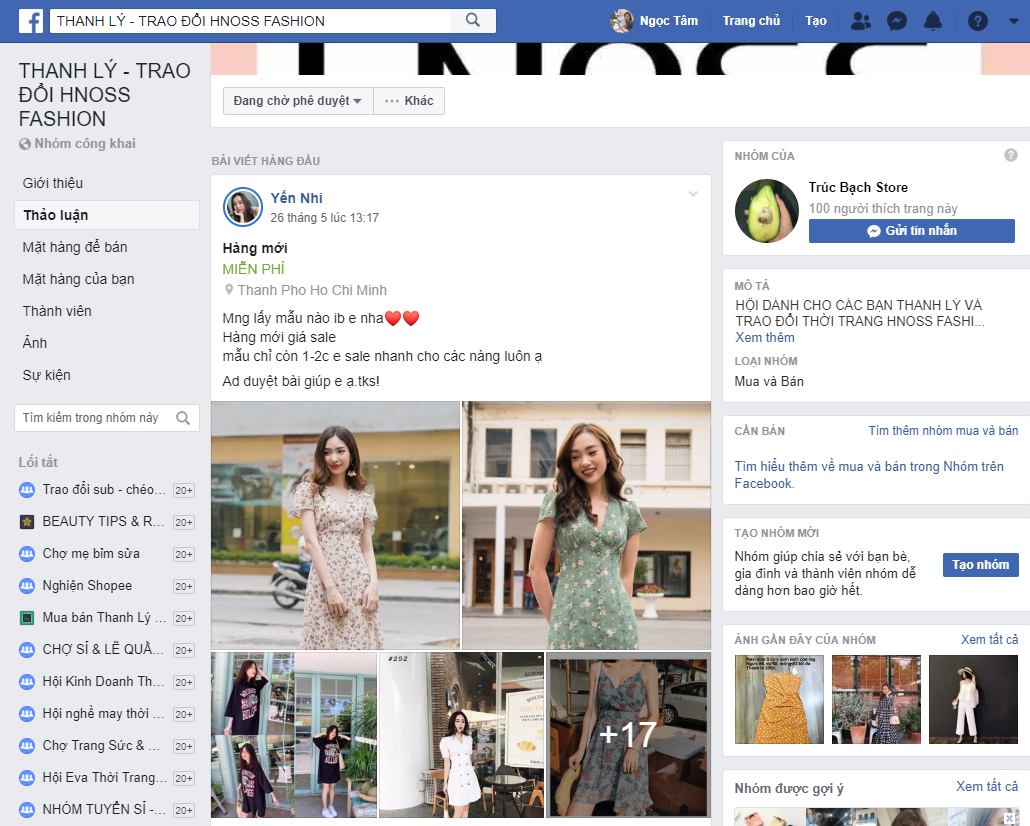 THANH LÝ - TRAO ĐỔI HNOSS FASHION
Ngọc Tâm
Trang chủ
Tạo
THANH LÝ - TRAO
ĐỔI HNOSS
FASHION
Nhóm công khai
Giới thiệu
Thảo luận
Mặt hàng để bán
Mặt hàng của bạn
Thành viên
Ảnh
Sự kiện
Tìm kiếm trong nhóm này
Lối tắt
Trao đổi sub - chéo... 20+
BEAUTY TIPS & R... 20+
Chợ mẹ bỉm sữa 20+
Nghiện Shopee 20+
Mua bán Thanh Lý ... 20+
CHỢ SỈ & LẺ QUẦ... 20+
Hội Kinh Doanh Th... 20+
Hội nghề may thời ... 20+
Chợ Trang Sức & ... 20+
Hội Eva Thời Trang... 20+
NHÓM TUYỂN SỈ -... 20+
Đang chờ phê duyệt
Khác
BÀI VIẾT HÀNG ĐẦU
Yến Nhi
26 tháng 5 lúc 13:17
Hàng mới
MIỄN PHÍ
Thanh Pho Ho Chi Minh
Mng lấy mẫu nào ib e nha❤️❤️
Hàng mới giá sale
mẫu chỉ còn 1-2c e sale nhanh cho các nàng luôn ạ
Ad duyệt bài giúp e ạ.tks!
#252
+17
NHÓM CỦA
Trúc Bạch Store
100 người thích trang này
Gửi tin nhắn
MÔ TẢ
HỘI DÀNH CHO CÁC BẠN THANH LÝ VÀ
TRAO ĐỔI THỜI TRANG HNOSS FASHI...
Xem thêm
LOẠI NHÓM
Mua và Bán
CẦN BÁN
Tìm thêm nhóm mua và bán
Tìm hiểu thêm về mua và bán trong Nhóm trên
Facebook.
TẠO NHÓM MỚI
Nhóm giúp chia sẻ với bạn bè,
gia đình và thành viên nhóm dễ
dàng hơn bao giờ hết.
Tạo nhóm
ẢNH GẦN ĐÂY CỦA NHÓM
Xem tất cả
Nhóm được gợi ý
Xem tất cả